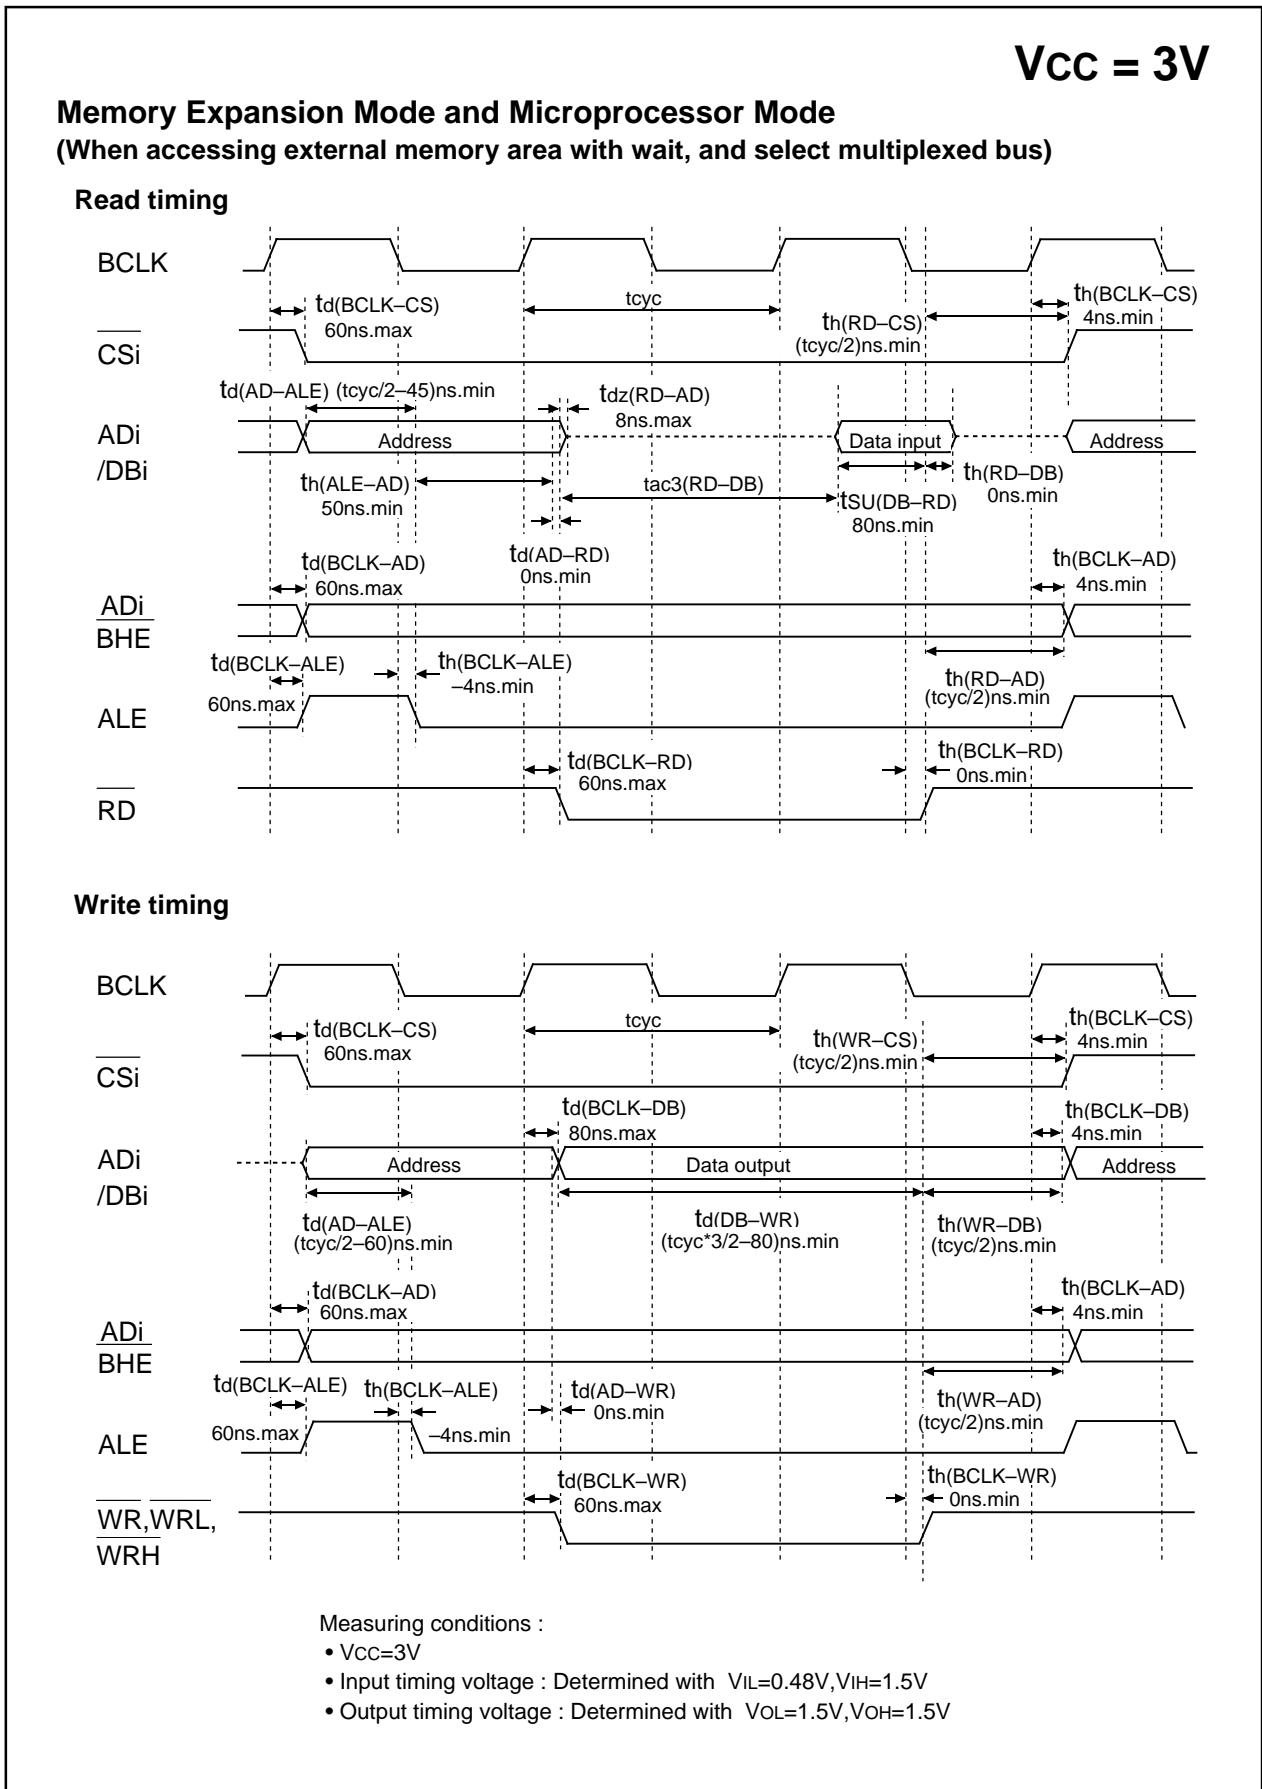 VCC = 3V
Memory Expansion Mode and Microprocessor Mode
(When accessing external memory area with wait, and select multiplexed bus)
Read timing
BCLK
td(BCLK–CS)
60ns.max
tcyc
th(RD–CS)
(tcyc/2)ns.min
th(BCLK–CS)
4ns.min
CSi
td(AD–ALE) (tcyc/2–45)ns.min
tdz(RD–AD)
8ns.max
ADi
/DBi
Address
Data input
Address
th(ALE–AD)
50ns.min
tac3(RD–DB)
tSU(DB–RD)
80ns.min
th(RD–DB)
0ns.min
td(AD–RD)
0ns.min
td(BCLK–AD)
60ns.max
th(BCLK–AD)
4ns.min
ADi
BHE
td(BCLK–ALE)
60ns.max
th(BCLK–ALE)
–4ns.min
th(RD–AD)
(tcyc/2)ns.min
ALE
td(BCLK–RD)
60ns.max
th(BCLK–RD)
0ns.min
RD
Write timing
BCLK
td(BCLK–CS)
60ns.max
tcyc
th(WR–CS)
(tcyc/2)ns.min
th(BCLK–CS)
4ns.min
CSi
td(BCLK–DB)
80ns.max
th(BCLK–DB)
4ns.min
ADi
/DBi
Address
Data output
Address
td(AD–ALE)
(tcyc/2–60)ns.min
td(DB–WR)
(tcyc*3/2–80)ns.min
th(WR–DB)
(tcyc/2)ns.min
td(BCLK–AD)
60ns.max
th(BCLK–AD)
4ns.min
ADi
BHE
td(BCLK–ALE)
60ns.max
th(BCLK–ALE)
–4ns.min
td(AD–WR)
0ns.min
th(WR–AD)
(tcyc/2)ns.min
ALE
td(BCLK–WR)
60ns.max
th(BCLK–WR)
0ns.min
WR,WRL,
WRH
Measuring conditions :
• VCC=3V
• Input timing voltage : Determined with VIL=0.48V,VIH=1.5V
• Output timing voltage : Determined with VOL=1.5V,VOH=1.5V